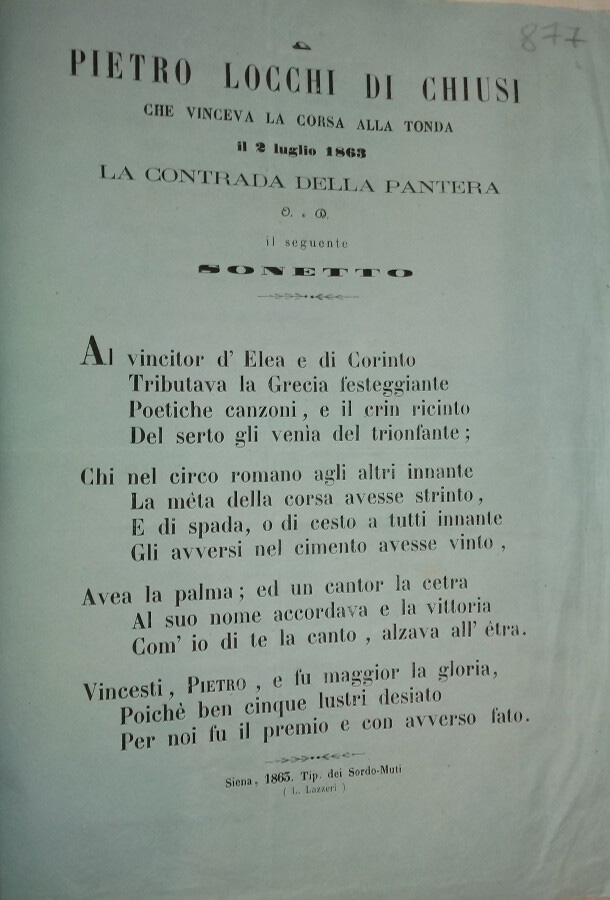 877
A
PIETRO LOCCHI DI CHIUSI
CHE VINCEVA LA CORSA ALLA TONDA
il 2 luglio 1863
LA CONTRADA DELLA PANTERA
O. e D.
il seguente
SONETTO
Al vincitor d' Elea e di Corinto
Tributava la Grecia festeggiante
Poetiche canzoni, e il crin ricinto
Del serto gli venìa del trionfante;
Chi nel circo romano agli altri innante
La mèta della corsa avesse strinto,
E di spada, o di cesto a tutti innante
Gli avversi nel cimento avesse vinto,
Avea la palma; ed un cantor la cetra
Al suo nome accordava e la vittoria
Com' io di te la canto, alzava all' ètra.
Vincesti, PIETRO, e fu maggior la gloria,
Poichè ben cinque lustri desiato
Per noi fu il premio e con avverso fato.
Siena, 1863. Tip. dei Sordo-Muti
( L. Lazzeri )